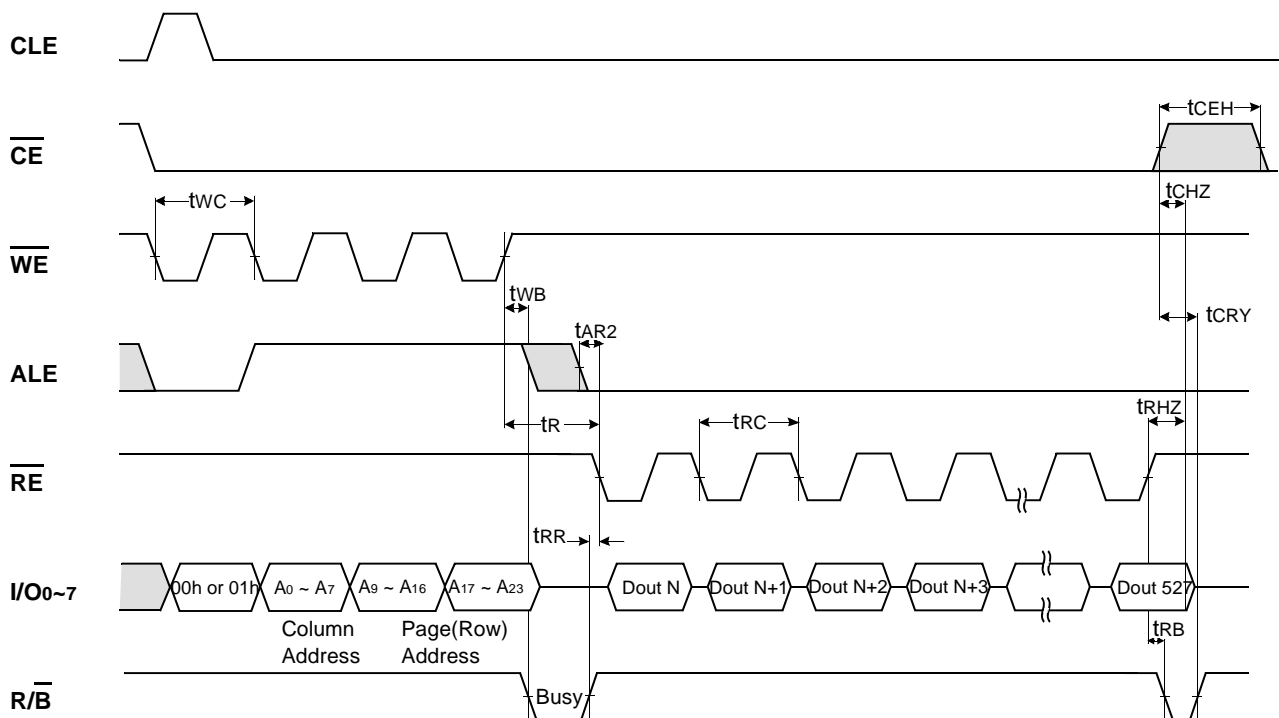 CLE
tCEH
CE
tCHZ
tWC
WE
tWB
tCRY
tAR2
ALE
tRHZ
tR
tRC
RE
tRR
I/O0~7
00h or 01h
A0 ~ A7
A9 ~ A16
A17 ~ A23
Dout N
Dout N+1
Dout N+2
Dout N+3
Dout 527
Column
Address
Page(Row)
Address
tRB
R/B
Busy